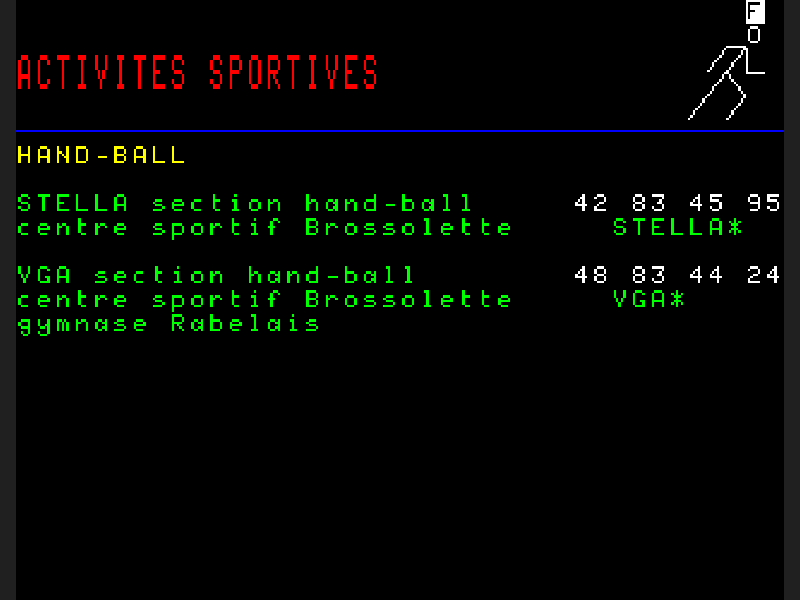 F
ACTIVITES SPORTIVES
HAND-BALL
STELLA section hand-ball 42 83 45 95
centre sportif Brossolette STELLA*
VGA section hand-ball 48 83 44 24
centre sportif Brossolette VGA*
gymnase Rabelais